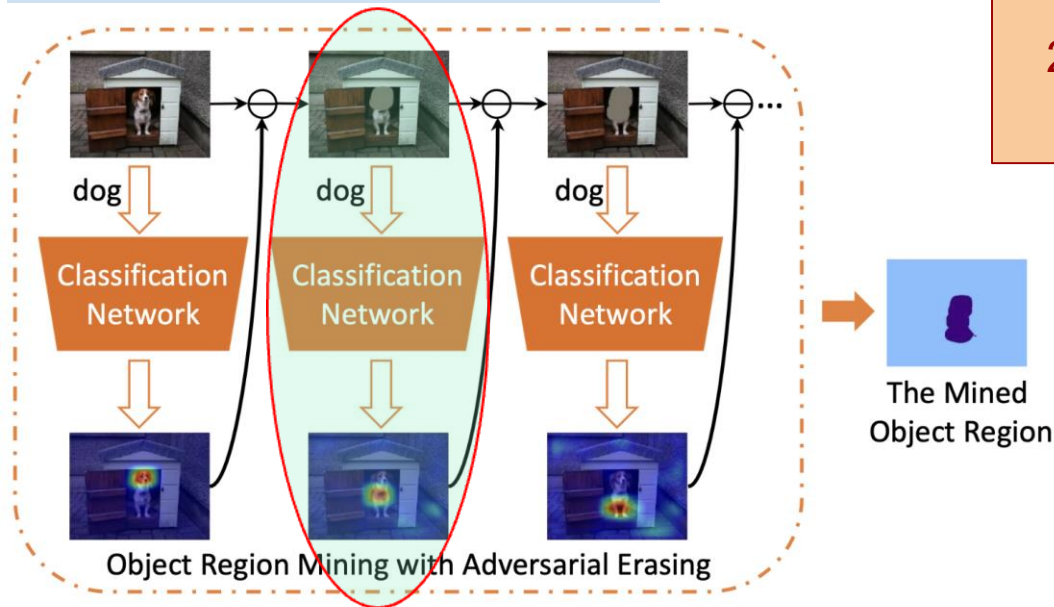 2
...
dog
dog
dog
Classification
Network
Classification
Network
Classification
Network
The Mined
Object Region
Object Region Mining with Adversarial Erasing